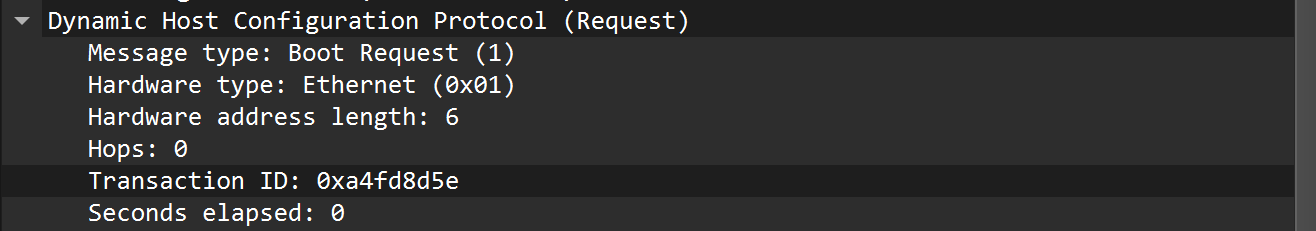 Dynamic Host Configuration Protocol (Request)
Message type: Boot Request (1)
Hardware type: Ethernet (0x01)
Hardware address length: 6
Hops: 0
Transaction ID: 0xa4fd8d5e
Seconds elapsed: 0